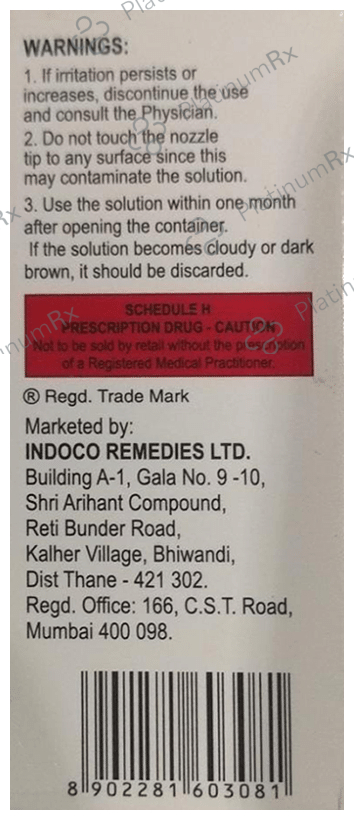 WARNINGS:
1. If irritation persists or
increases, discontinue the use
and consult the Physician.
2. Do not touch the nozzle
tip to any surface since this
may contaminate the solution.
3. Use the solution within one month
after opening the container.
If the solution becomes cloudy or dark
brown, it should be discarded.
SCHEDULE H
PRESCRIPTION DRUG - CAUTION
Not to be sold by retail without the prescription
of a Registered Medical Practitioner.
® Regd. Trade Mark
Marketed by:
INDOCO REMEDIES LTD.
Building A-1, Gala No. 9 -10,
Shri Arihant Compound,
Reti Bunder Road,
Kalher Village, Bhiwandi,
Dist Thane - 421 302.
Regd. Office: 166, C.S.T. Road,
Mumbai 400 098.
8 902281 603081
PlatinumRx